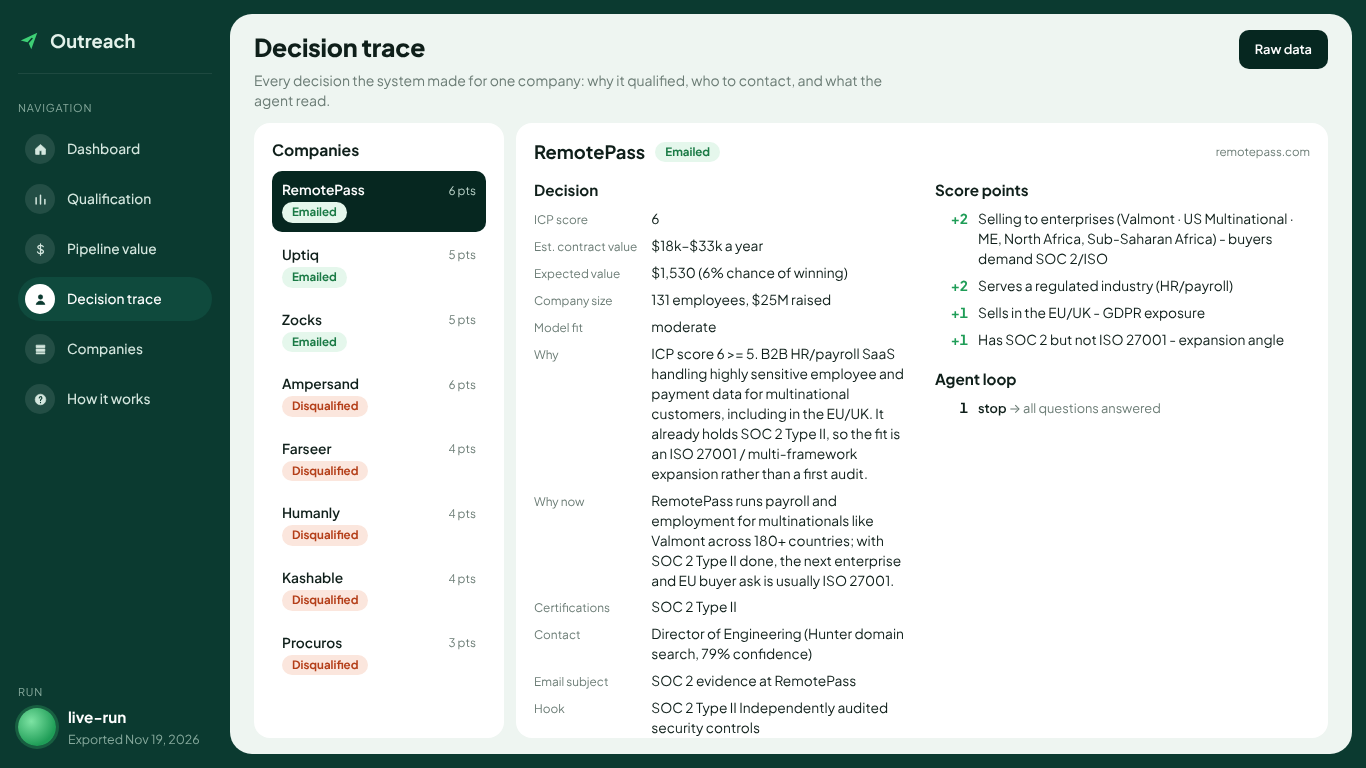 Outreach
NAVIGATION
Dashboard
Qualification
Pipeline value
Decision trace
Companies
How it works
RUN
live-run
Exported Nov 19, 2026
Decision trace
Every decision the system made for one company: why it qualified, who to contact, and what the
agent read.
Raw data
Companies
RemotePass 6 pts
Emailed
Uptiq 5 pts
Emailed
Zocks 5 pts
Emailed
Ampersand 6 pts
Disqualified
Farseer 4 pts
Disqualified
Humanly 4 pts
Disqualified
Kashable 4 pts
Disqualified
Procuros 3 pts
Disqualified
RemotePass Emailed remotepass.com
Decision
ICP score 6
Est. contract value $18k–$33k a year
Expected value $1,530 (6% chance of winning)
Company size 131 employees, $25M raised
Model fit moderate
Why ICP score 6 >= 5. B2B HR/payroll SaaS
handling highly sensitive employee and
payment data for multinational
customers, including in the EU/UK. It
already holds SOC 2 Type II, so the fit is
an ISO 27001 / multi-framework
expansion rather than a first audit.
Why now RemotePass runs payroll and
employment for multinationals like
Valmont across 180+ countries; with
SOC 2 Type II done, the next enterprise
and EU buyer ask is usually ISO 27001.
Certifications SOC 2 Type II
Contact Director of Engineering (Hunter domain
search, 79% confidence)
Email subject SOC 2 evidence at RemotePass
Hook SOC 2 Type II Independently audited
security controls
Score points
+2 Selling to enterprises (Valmont · US Multinational ·
ME, North Africa, Sub-Saharan Africa) - buyers
demand SOC 2/ISO
+2 Serves a regulated industry (HR/payroll)
+1 Sells in the EU/UK - GDPR exposure
+1 Has SOC 2 but not ISO 27001 - expansion angle
Agent loop
1 stop → all questions answered